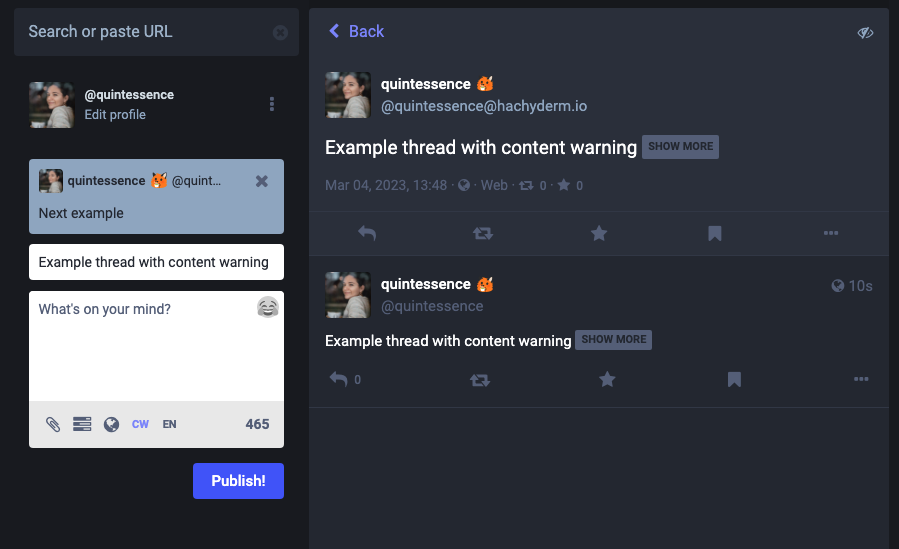 Search or paste URL
@quintessence
Edit profile
quintessence @quint...
Next example
Example thread with content warning
What's on your mind?
CW EN 465
Publish!
Back
quintessence
@quintessence@hachyderm.io
Example thread with content warning SHOW MORE
Mar 04, 2023, 13:48 · · Web · 0 · 0
quintessence 10s
@quintessence
Example thread with content warning SHOW MORE
0